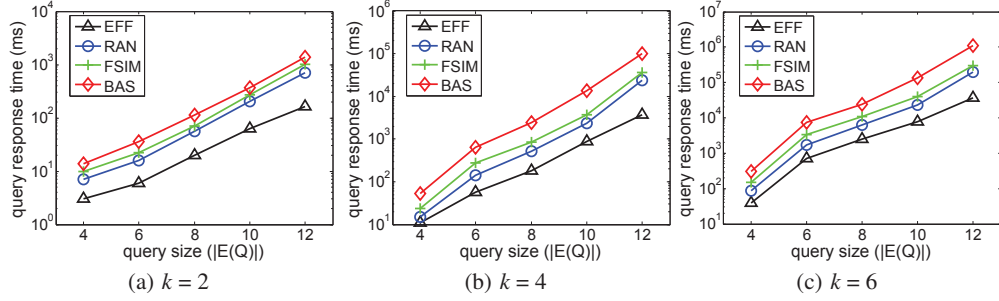 query response time (ms)
10^4
10^3
10^2
10^1
10^0
EFF
RAN
FSIM
BAS
4 6 8 10 12
query size (|E(Q)|)
(a) k = 2
query response time (ms)
10^6
10^5
10^4
10^3
10^2
10^1
EFF
RAN
FSIM
BAS
4 6 8 10 12
query size (|E(Q)|)
(b) k = 4
query response time (ms)
10^7
10^6
10^5
10^4
10^3
10^2
10^1
EFF
RAN
FSIM
BAS
4 6 8 10 12
query size (|E(Q)|)
(c) k = 6